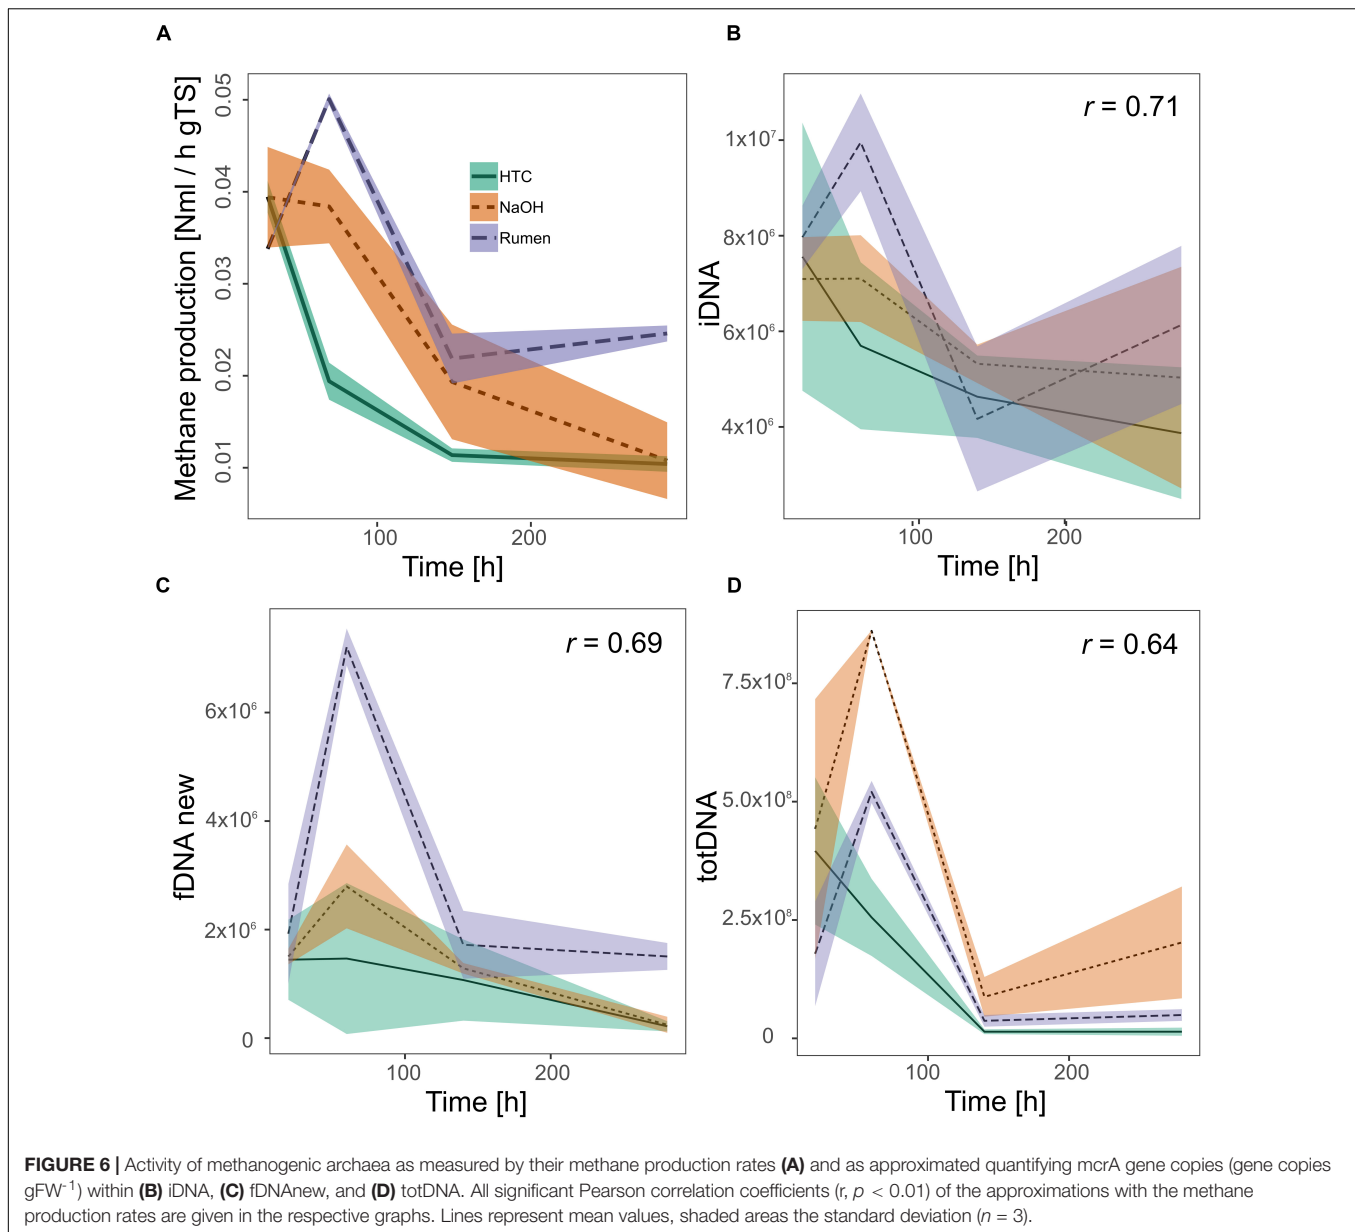 A
Methane production [Nml / h gTS]
0.05
0.04
0.03
0.02
0.01
HTC
NaOH
Rumen
100
200
Time [h]
B
r = 0.71
iDNA
1x10⁷
8x10⁶
6x10⁶
4x10⁶
100
200
Time [h]
C
r = 0.69
fDNA new
6x10⁶
4x10⁶
2x10⁶
0
100
200
Time [h]
D
r = 0.64
totDNA
7.5x10⁸
5.0x10⁸
2.5x10⁸
0
100
200
Time [h]
FIGURE 6 | Activity of methanogenic archaea as measured by their methane production rates (A) and as approximated quantifying mcrA gene copies (gene copies
gFW⁻¹) within (B) iDNA, (C) fDNAnew, and (D) totDNA. All significant Pearson correlation coefficients (r, p < 0.01) of the approximations with the methane
production rates are given in the respective graphs. Lines represent mean values, shaded areas the standard deviation (n = 3).